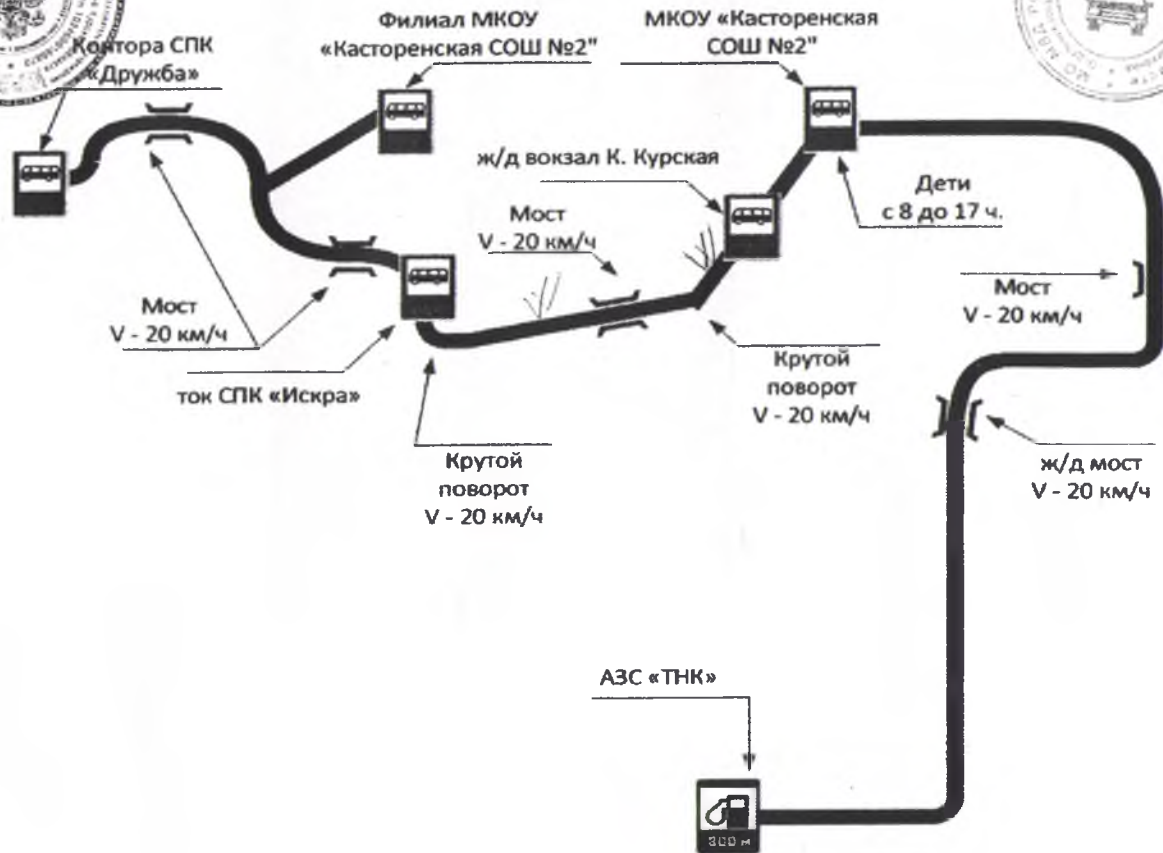 Контора СПК
«Дружба»
Филиал МКОУ
«Касторенская СОШ №2"
МКОУ «Касторенская
СОШ №2"
ж/д вокзал К. Курская
Мост
V - 20 км/ч
Дети
с 8 до 17 ч.
Мост
V - 20 км/ч
Мост
V - 20 км/ч
ток СПК «Искра»
Крутой
поворот
V - 20 км/ч
Крутой
поворот
V - 20 км/ч
ж/д мост
V - 20 км/ч
АЗС «ТНК»
300 м